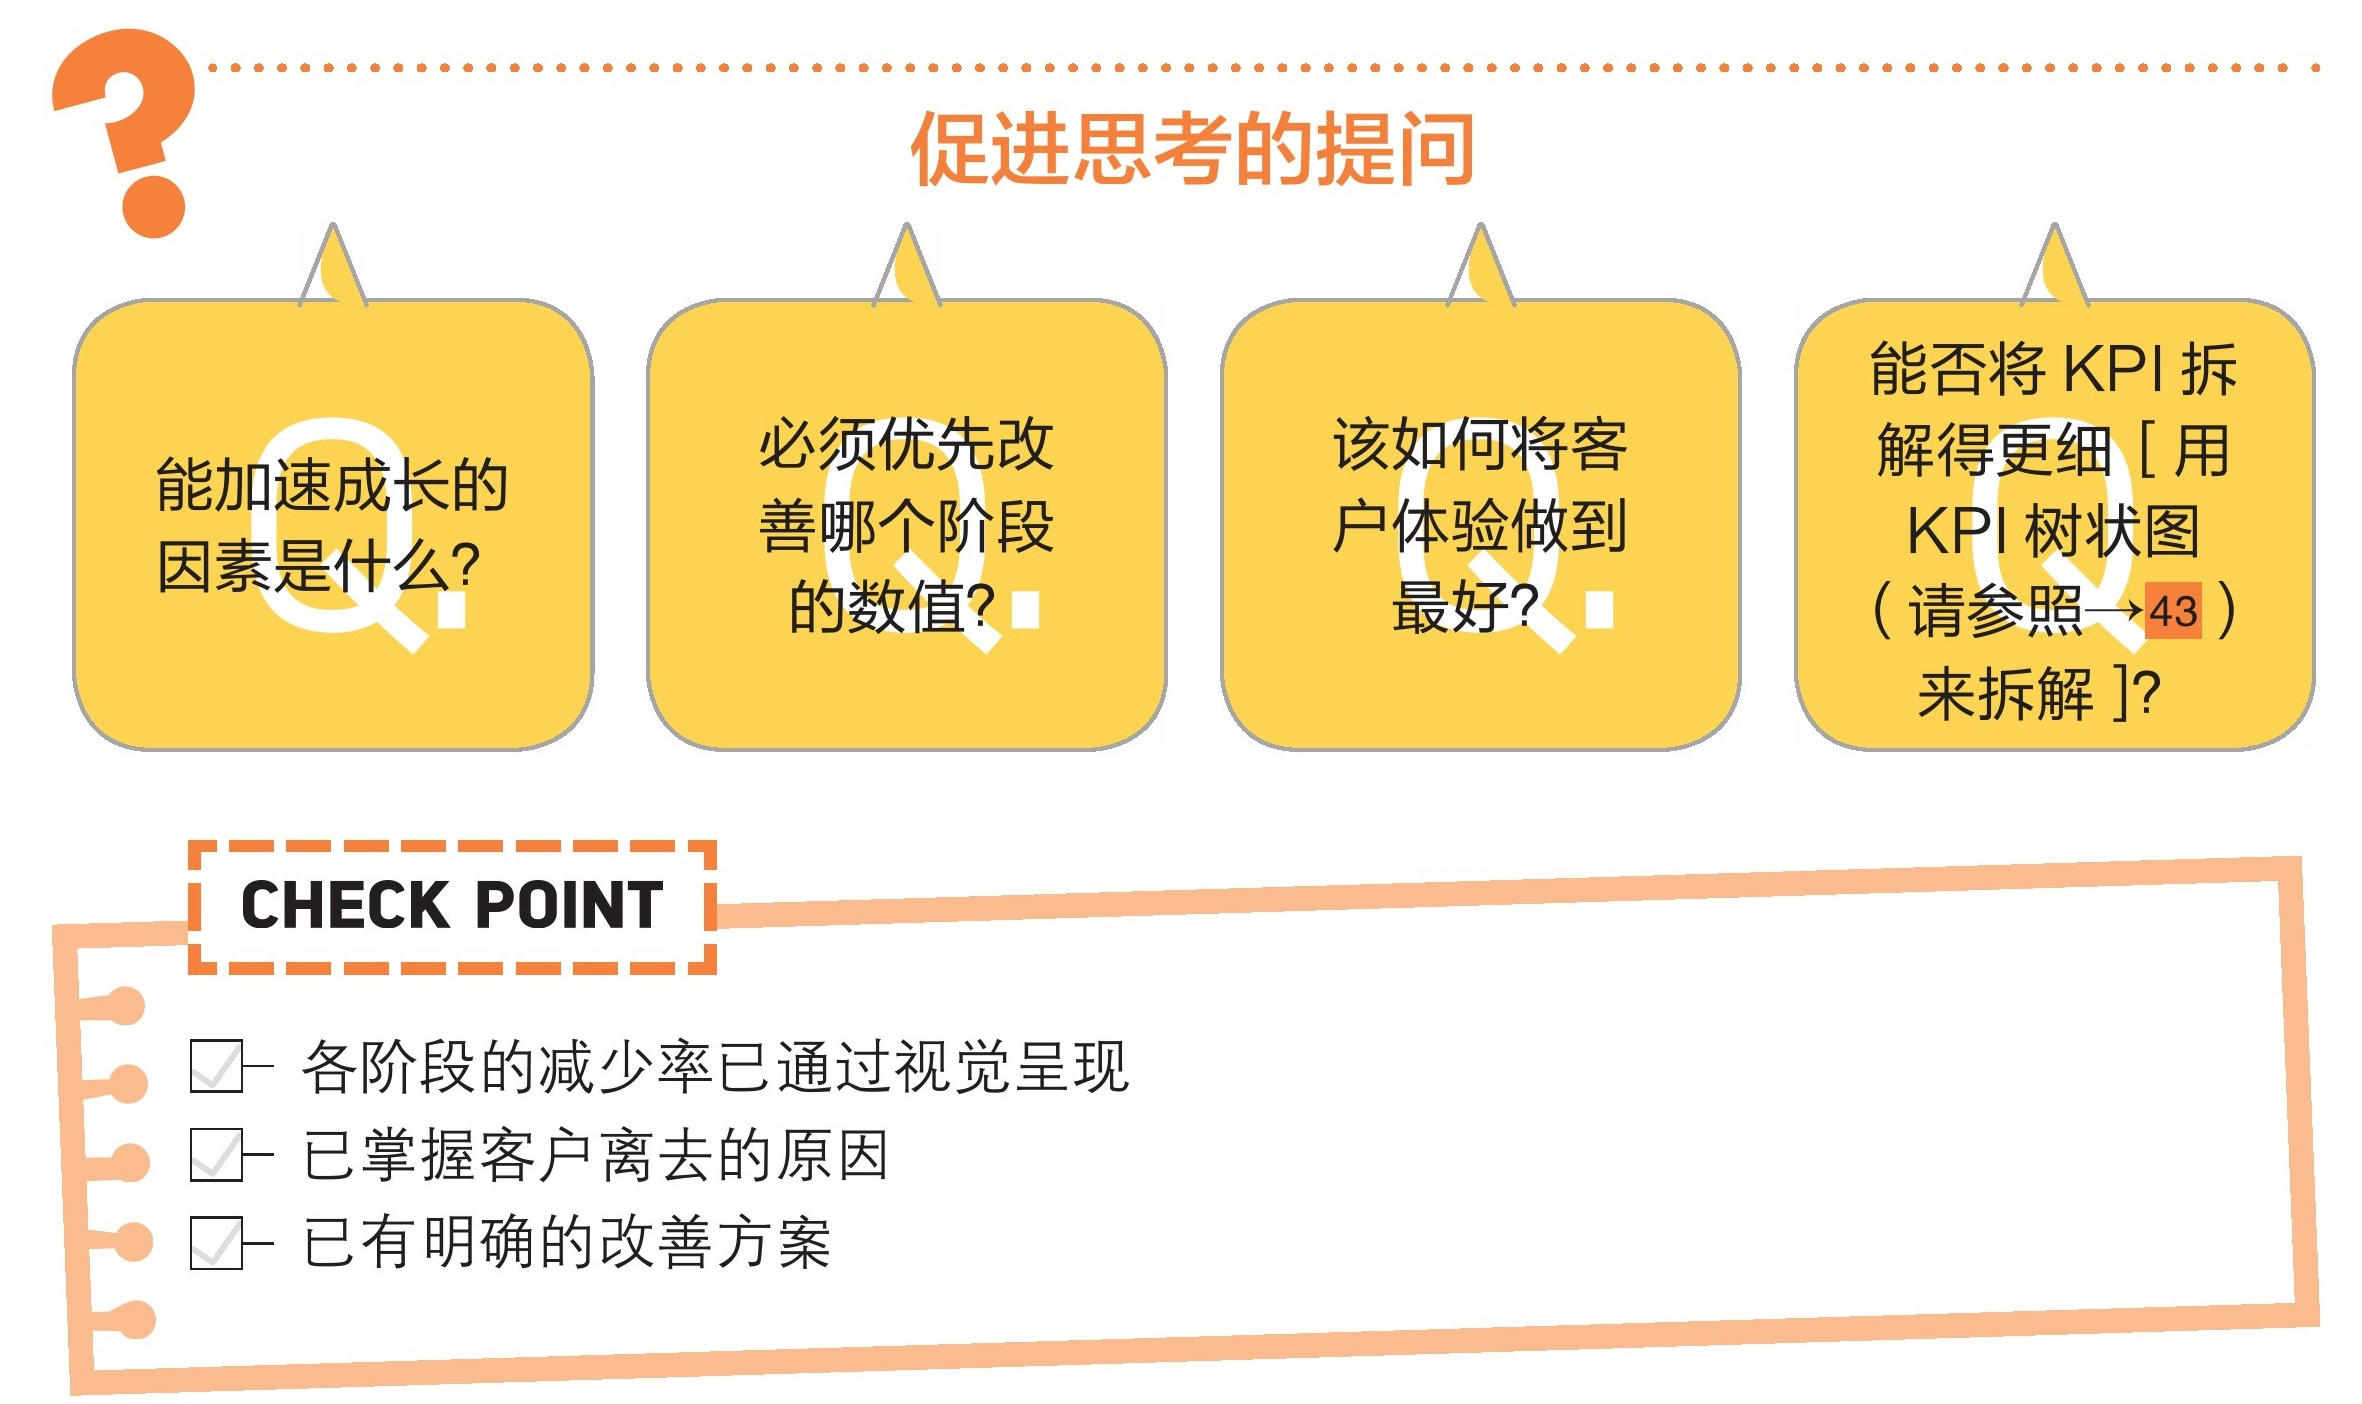 促进思考的提问
Q.
能加速成长的
因素是什么?
Q.
必须优先改
善哪个阶段
的数值?
Q.
该如何将客
户体验做到
最好?
Q.
能否将 KPI 拆
解得更细 [ 用
KPI 树状图
( 请参照→43 )
来拆解 ]?
CHECK POINT
各阶段的减少率已通过视觉呈现
已掌握客户离去的原因
已有明确的改善方案